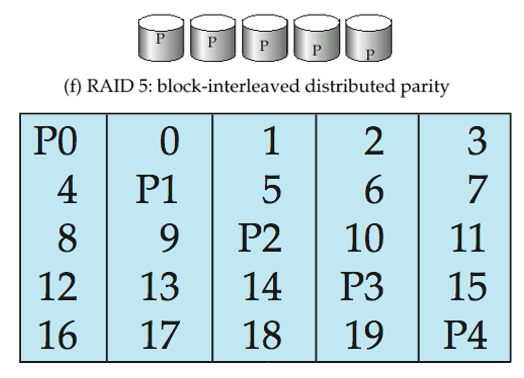 P P P P P
(f) RAID 5: block-interleaved distributed parity
P0 0 1 2 3
4 P1 5 6 7
8 9 P2 10 11
12 13 14 P3 15
16 17 18 19 P4